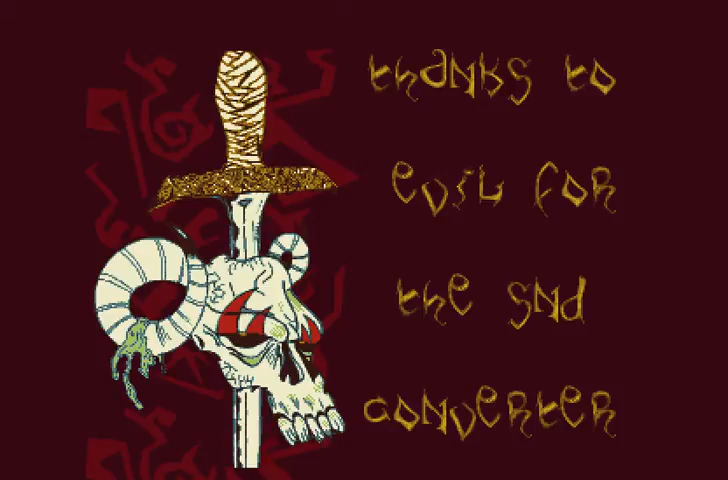 thanks to
evil for
the snd
converter